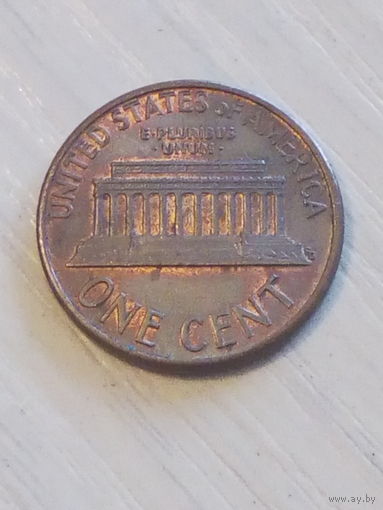 UNITED STATES OF AMERICA
E·PLURIBUS
·UNUM·
ONE CENT
www.ay.by